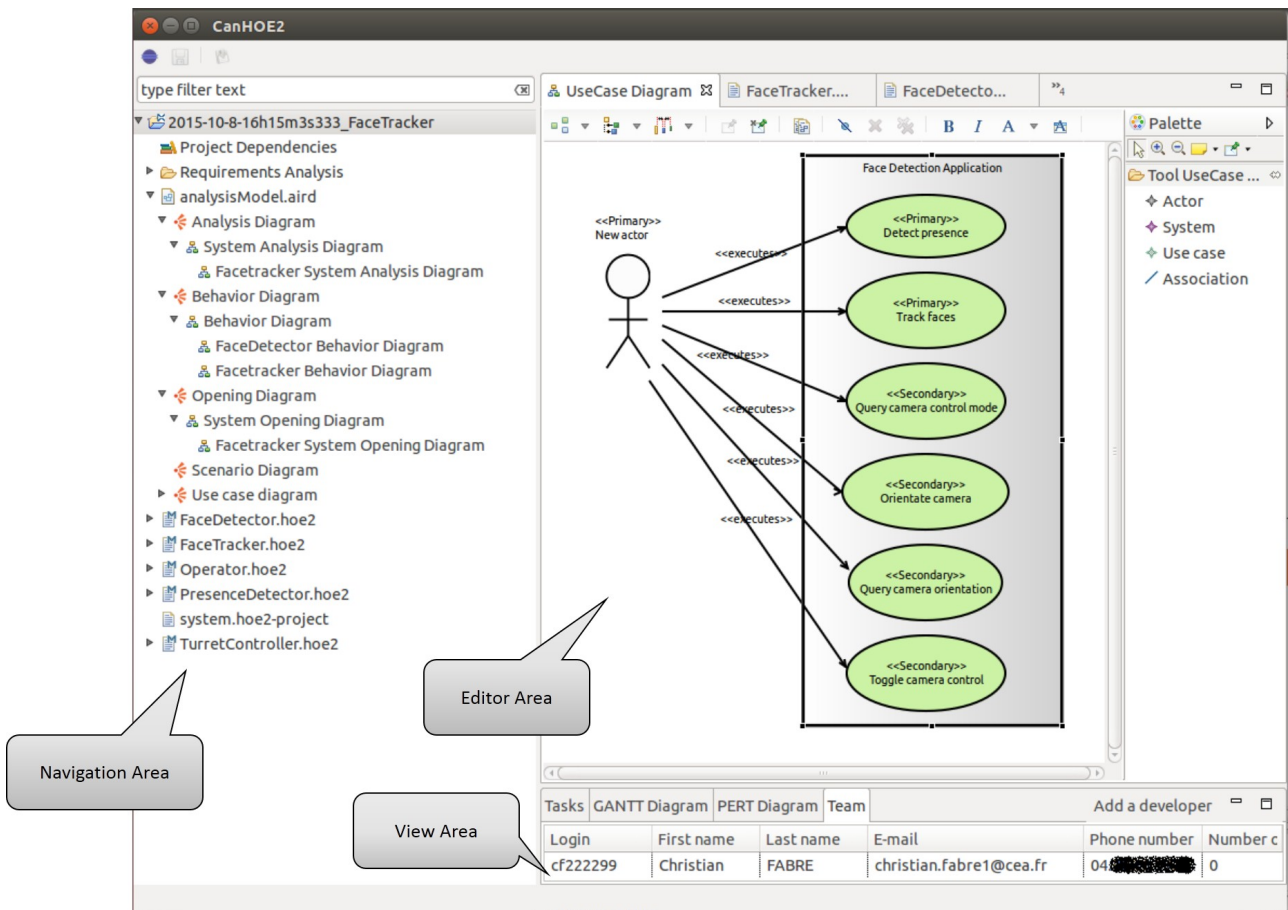 CanHOE2
type filter text
2015-10-8-16h15m3s333_FaceTracker
Project Dependencies
Requirements Analysis
analysisModel.aird
Analysis Diagram
System Analysis Diagram
Facetracker System Analysis Diagram
Behavior Diagram
Behavior Diagram
FaceDetector Behavior Diagram
Facetracker Behavior Diagram
Opening Diagram
System Opening Diagram
Facetracker System Opening Diagram
Scenario Diagram
Use case diagram
FaceDetector.hoe2
FaceTracker.hoe2
Operator.hoe2
PresenceDetector.hoe2
system.hoe2-project
TurretController.hoe2
Navigation Area
UseCase Diagram FaceTracker.... FaceDetecto... »4
B I A A
Face Detection Application
<<Primary>>
New actor
<<executes>>
<<executes>>
<<executes>>
<<executes>>
<<executes>>
<<executes>>
<<Primary>>
Detect presence
<<Primary>>
Track faces
<<Secondary>>
Query camera control mode
<<Secondary>>
Orientate camera
<<Secondary>>
Query camera orientation
<<Secondary>>
Toggle camera control
Editor Area
Palette
Tool UseCase ...
Actor
System
Use case
Association
View Area
Tasks GANTT Diagram PERT Diagram Team Add a developer
Login First name Last name E-mail Phone number Number c
cf222299 Christian FABRE christian.fabre1@cea.fr 04 0